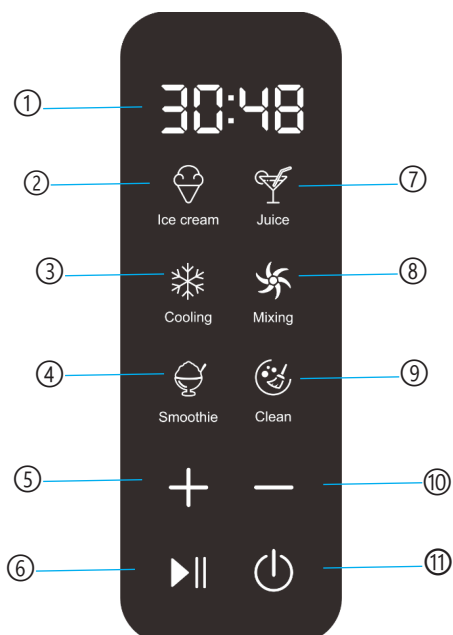 ① 30:48
② Ice cream Juice ⑦
③ Cooling Mixing ⑧
④ Smoothie Clean ⑨
⑤ + − ⑩
⑥ ⑪